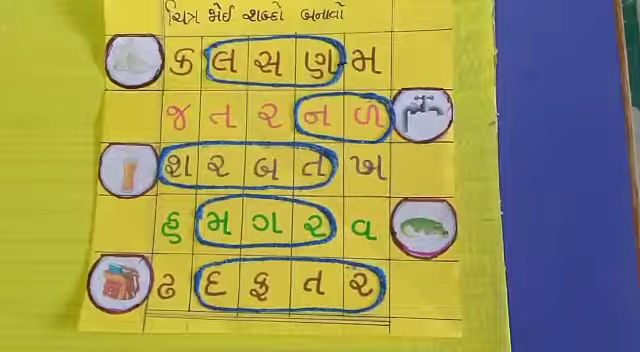 ચિત્ર જોઈ શબ્દો બનાવો
ક લ સ ણ મ
જ ત ર ન ળ
શ ર બ ત ખ
હુ મ ગ ર વ
ઢ દ ફ ત ર